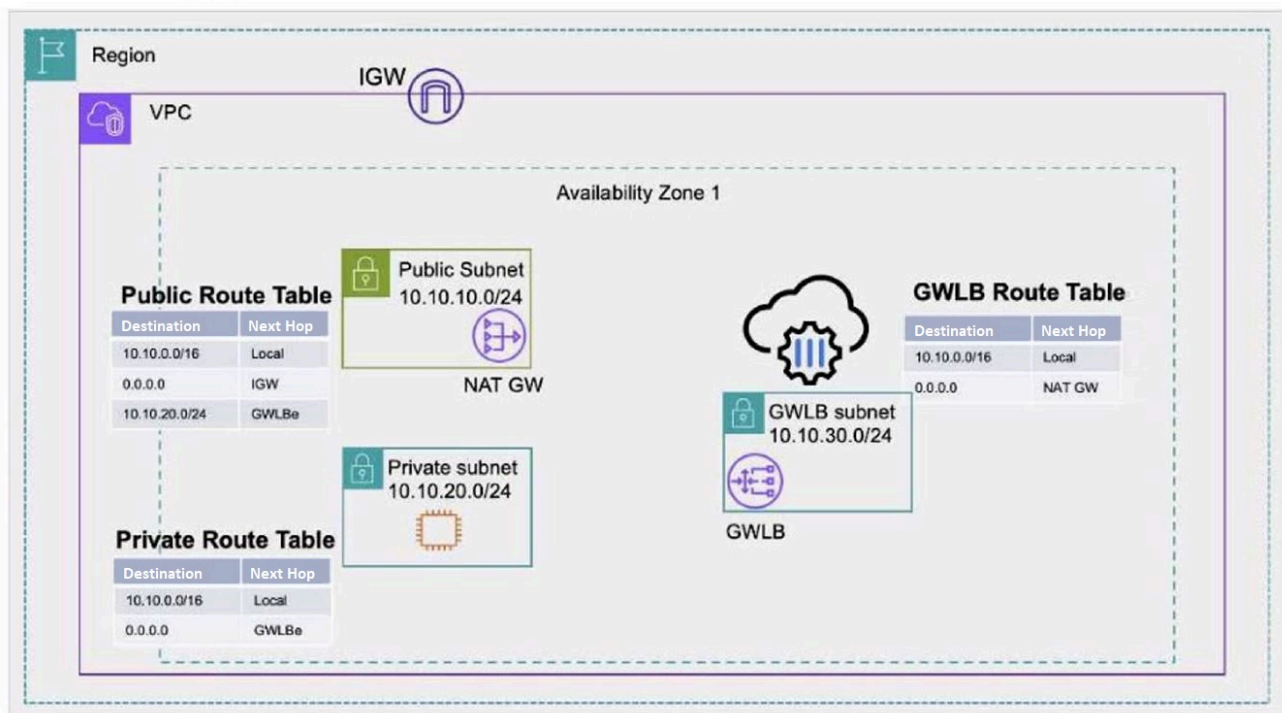 Region
IGW
VPC
Availability Zone 1
Public Subnet
10.10.10.0/24
NAT GW
Public Route Table
Destination Next Hop
10.10.0.0/16 Local
0.0.0.0 IGW
10.10.20.0/24 GWLBe
GWLB Route Table
Destination Next Hop
10.10.0.0/16 Local
0.0.0.0 NAT GW
GWLB subnet
10.10.30.0/24
GWLB
Private subnet
10.10.20.0/24
Private Route Table
Destination Next Hop
10.10.0.0/16 Local
0.0.0.0 GWLBe